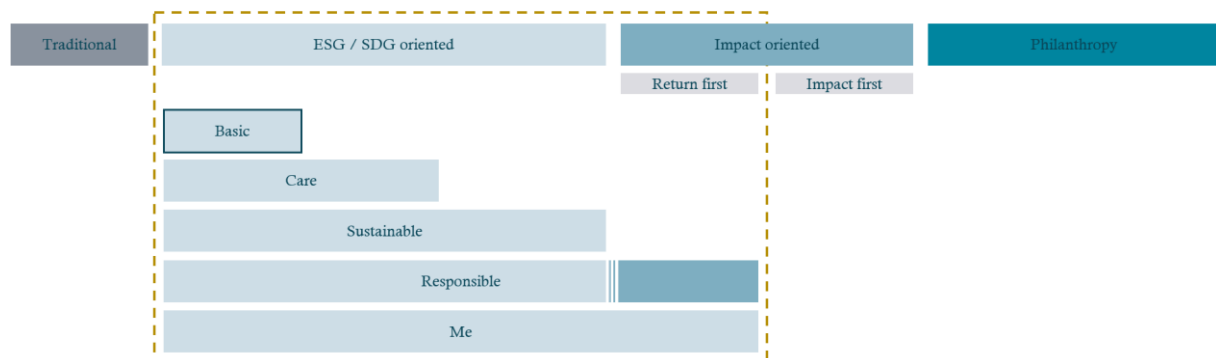 Traditional
ESG / SDG oriented
Impact oriented
Philanthropy
Return first
Impact first
Basic
Care
Sustainable
Responsible
Me